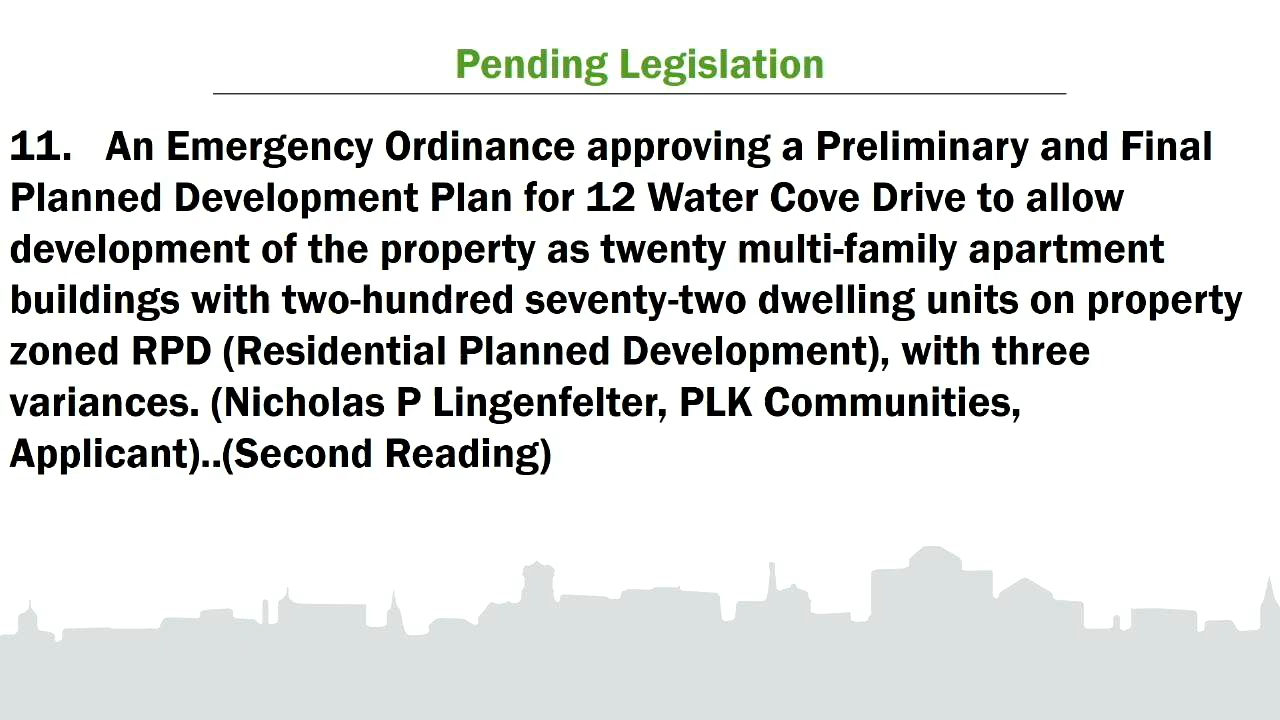 Pending Legislation
11. An Emergency Ordinance approving a Preliminary and Final
Planned Development Plan for 12 Water Cove Drive to allow
development of the property as twenty multi-family apartment
buildings with two-hundred seventy-two dwelling units on property
zoned RPD (Residential Planned Development), with three
variances. (Nicholas P Lingenfelter, PLK Communities,
Applicant)..(Second Reading)